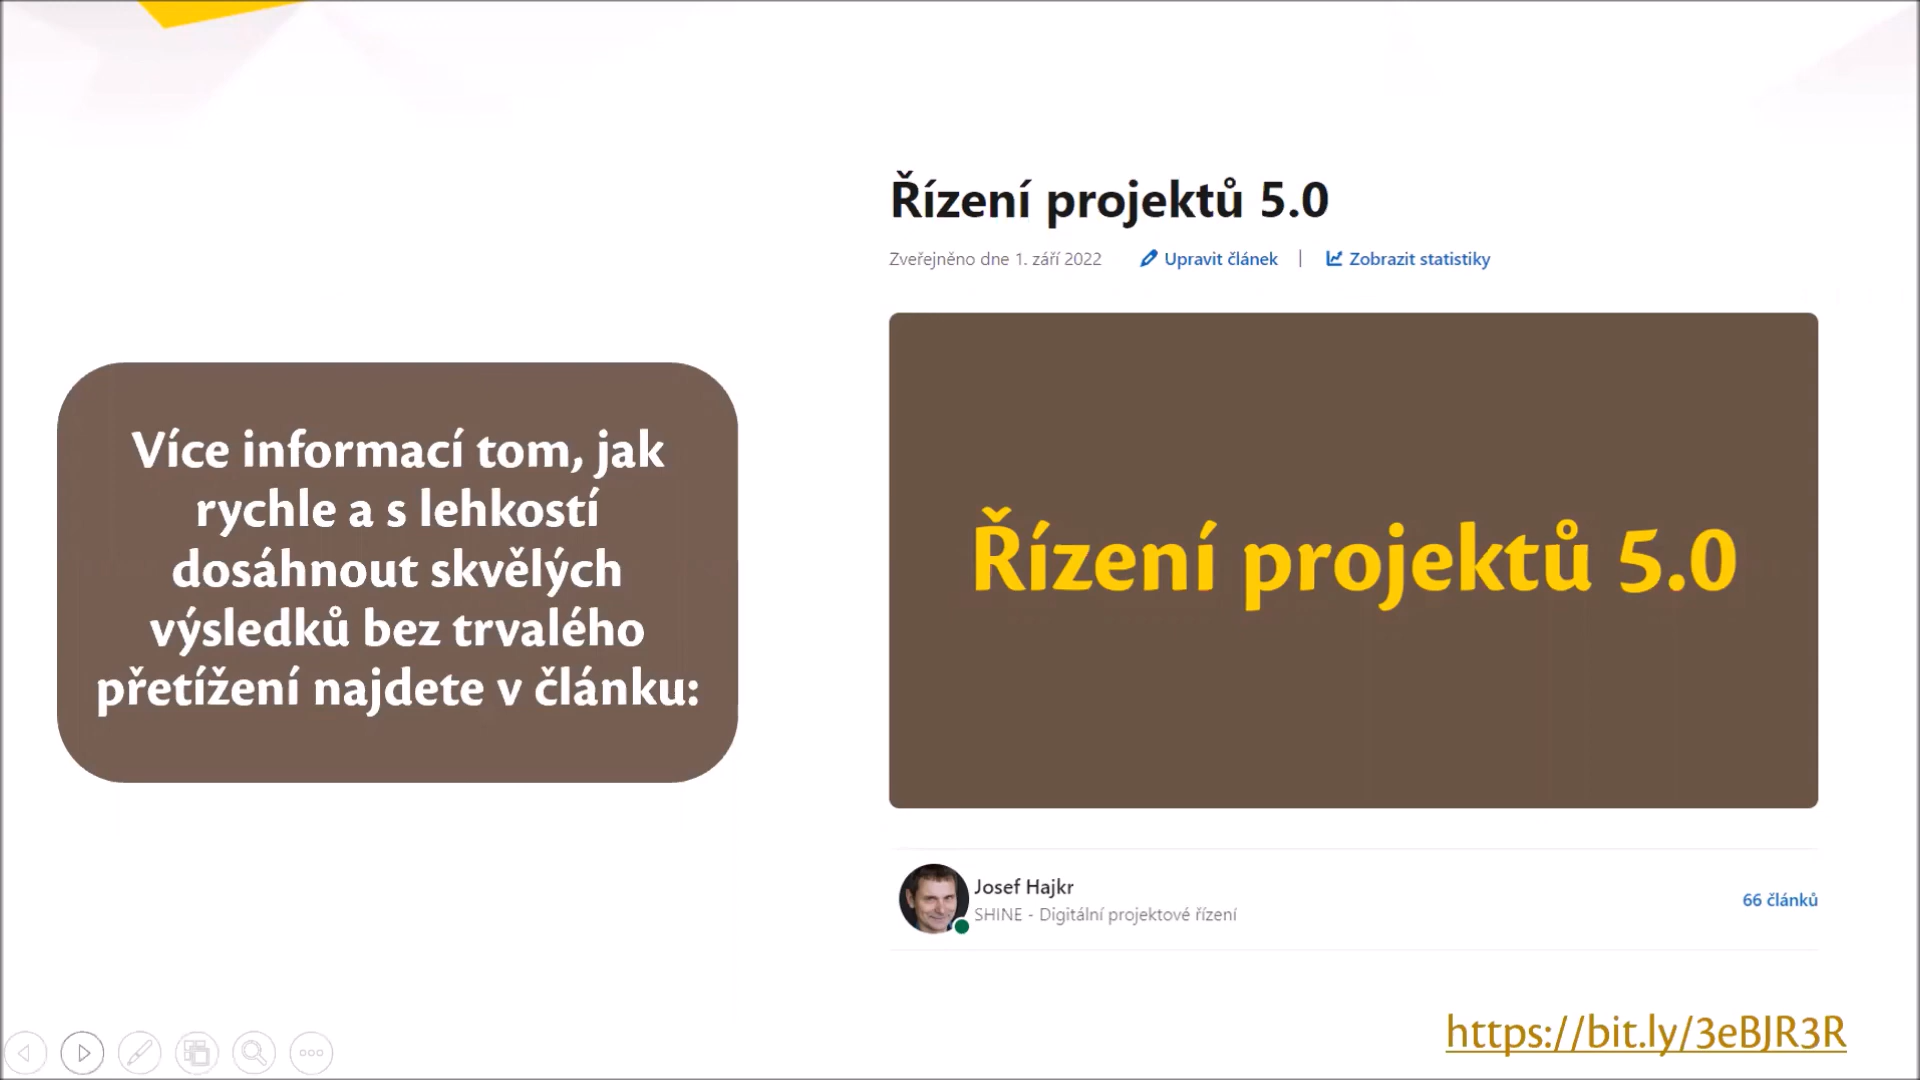 Více informací tom, jak
rychle a s lehkostí
dosáhnout skvělých
výsledků bez trvalého
přetížení najdete v článku:
Řízení projektů 5.0
Zveřejněno dne 1. září 2022 Upravit článek | Zobrazit statistiky
Řízení projektů 5.0
Josef Hajkr
SHINE - Digitální projektové řízení
66 článků
https://bit.ly/3eBJR3R